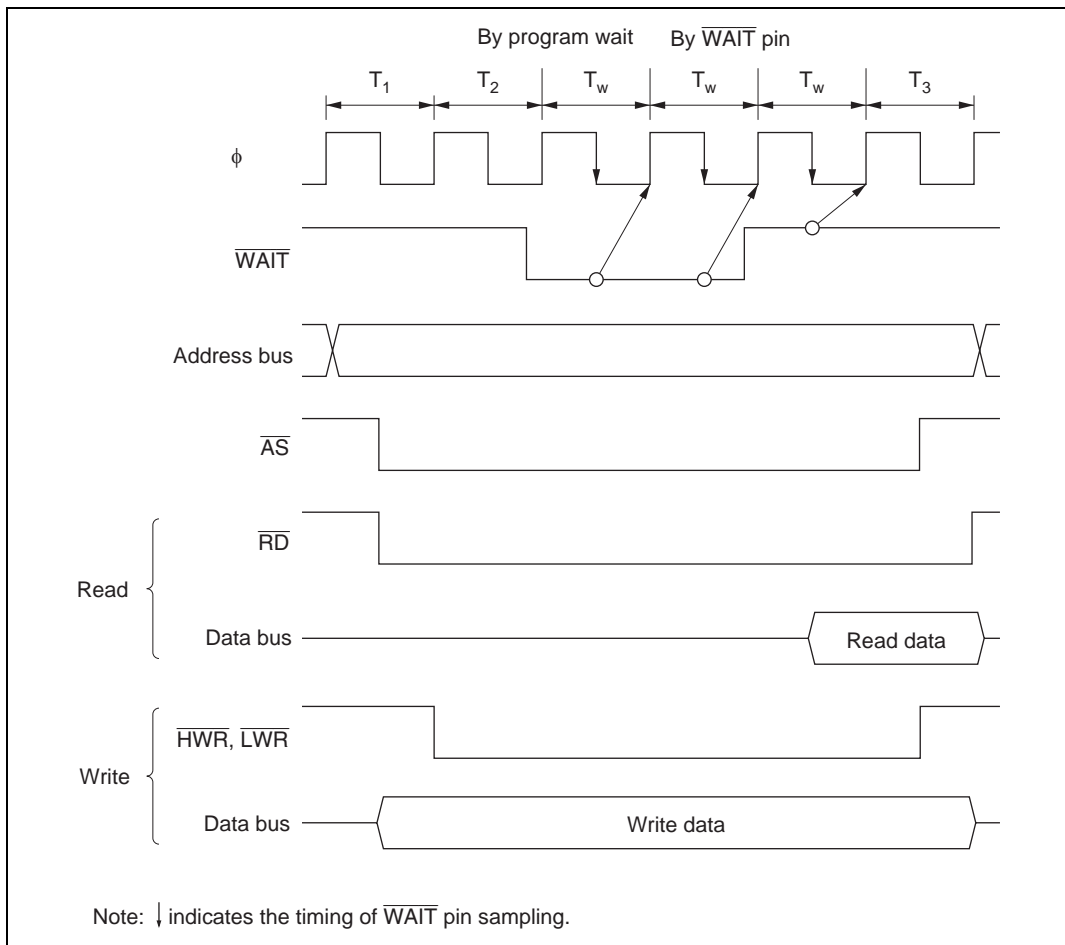 By program wait By WAIT pin
T1 T2 Tw Tw Tw T3
ϕ
WAIT
Address bus
AS
RD
Read
Data bus Read data
HWR, LWR
Write
Data bus Write data
Note: ↓ indicates the timing of WAIT pin sampling.